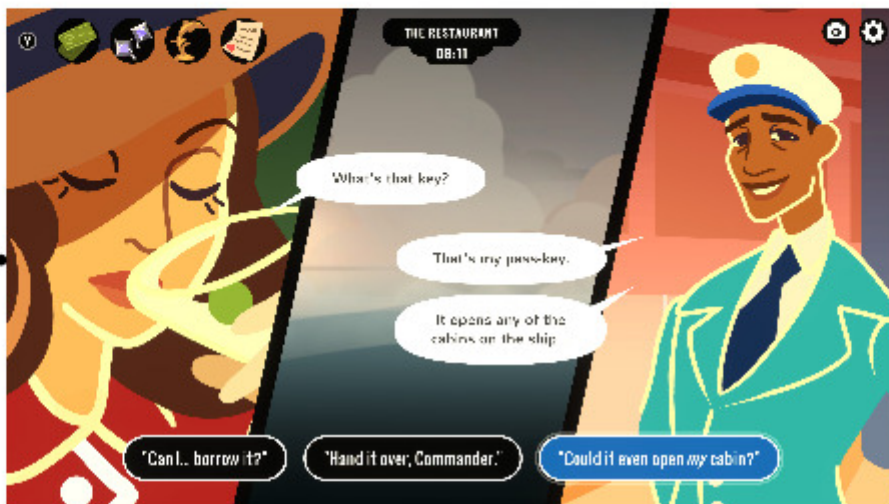 Y
THE RESTAURANT
08:11
What's that key?
That's my pass-key.
It opens any of the
cabins on the ship
"Can I... borrow it?"
"Hand it over, Commander."
"Could it even open my cabin?"